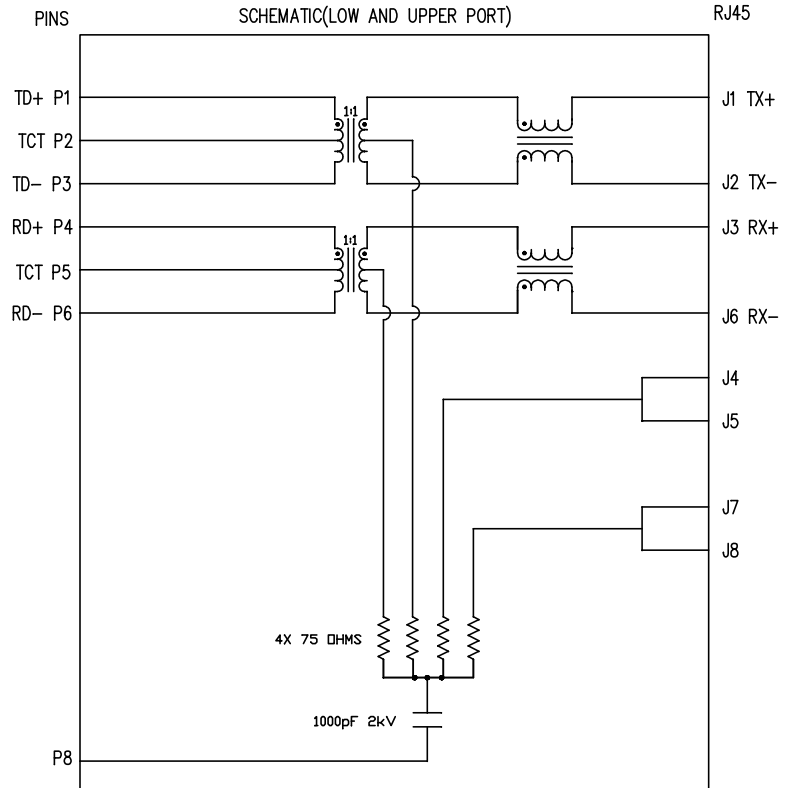 PINS SCHEMATIC(LOW AND UPPER PORT) RJ45
TD+ P1
1:1
J1 TX+
TCT P2
TD- P3
J2 TX-
RD+ P4
1:1
J3 RX+
TCT P5
RD- P6
J6 RX-
J4
J5
J7
J8
4X 75 OHMS
1000pF 2kV
P8